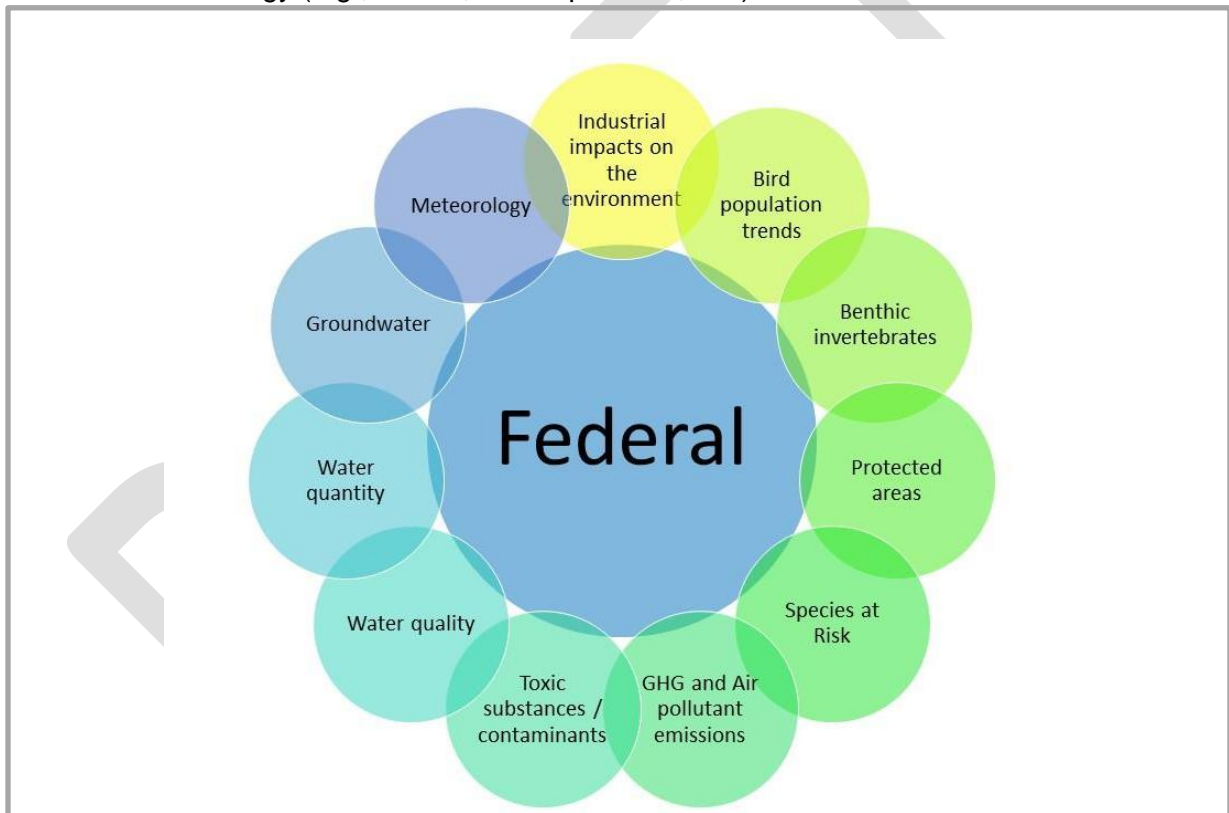 Industrial
impacts on
the
environment
Bird
population
trends
Meteorology
Benthic
invertebrates
Groundwater
Federal
Water
quantity
Protected
areas
Water quality
Species at
Risk
Toxic
substances /
contaminants
GHG and Air
pollutant
emissions